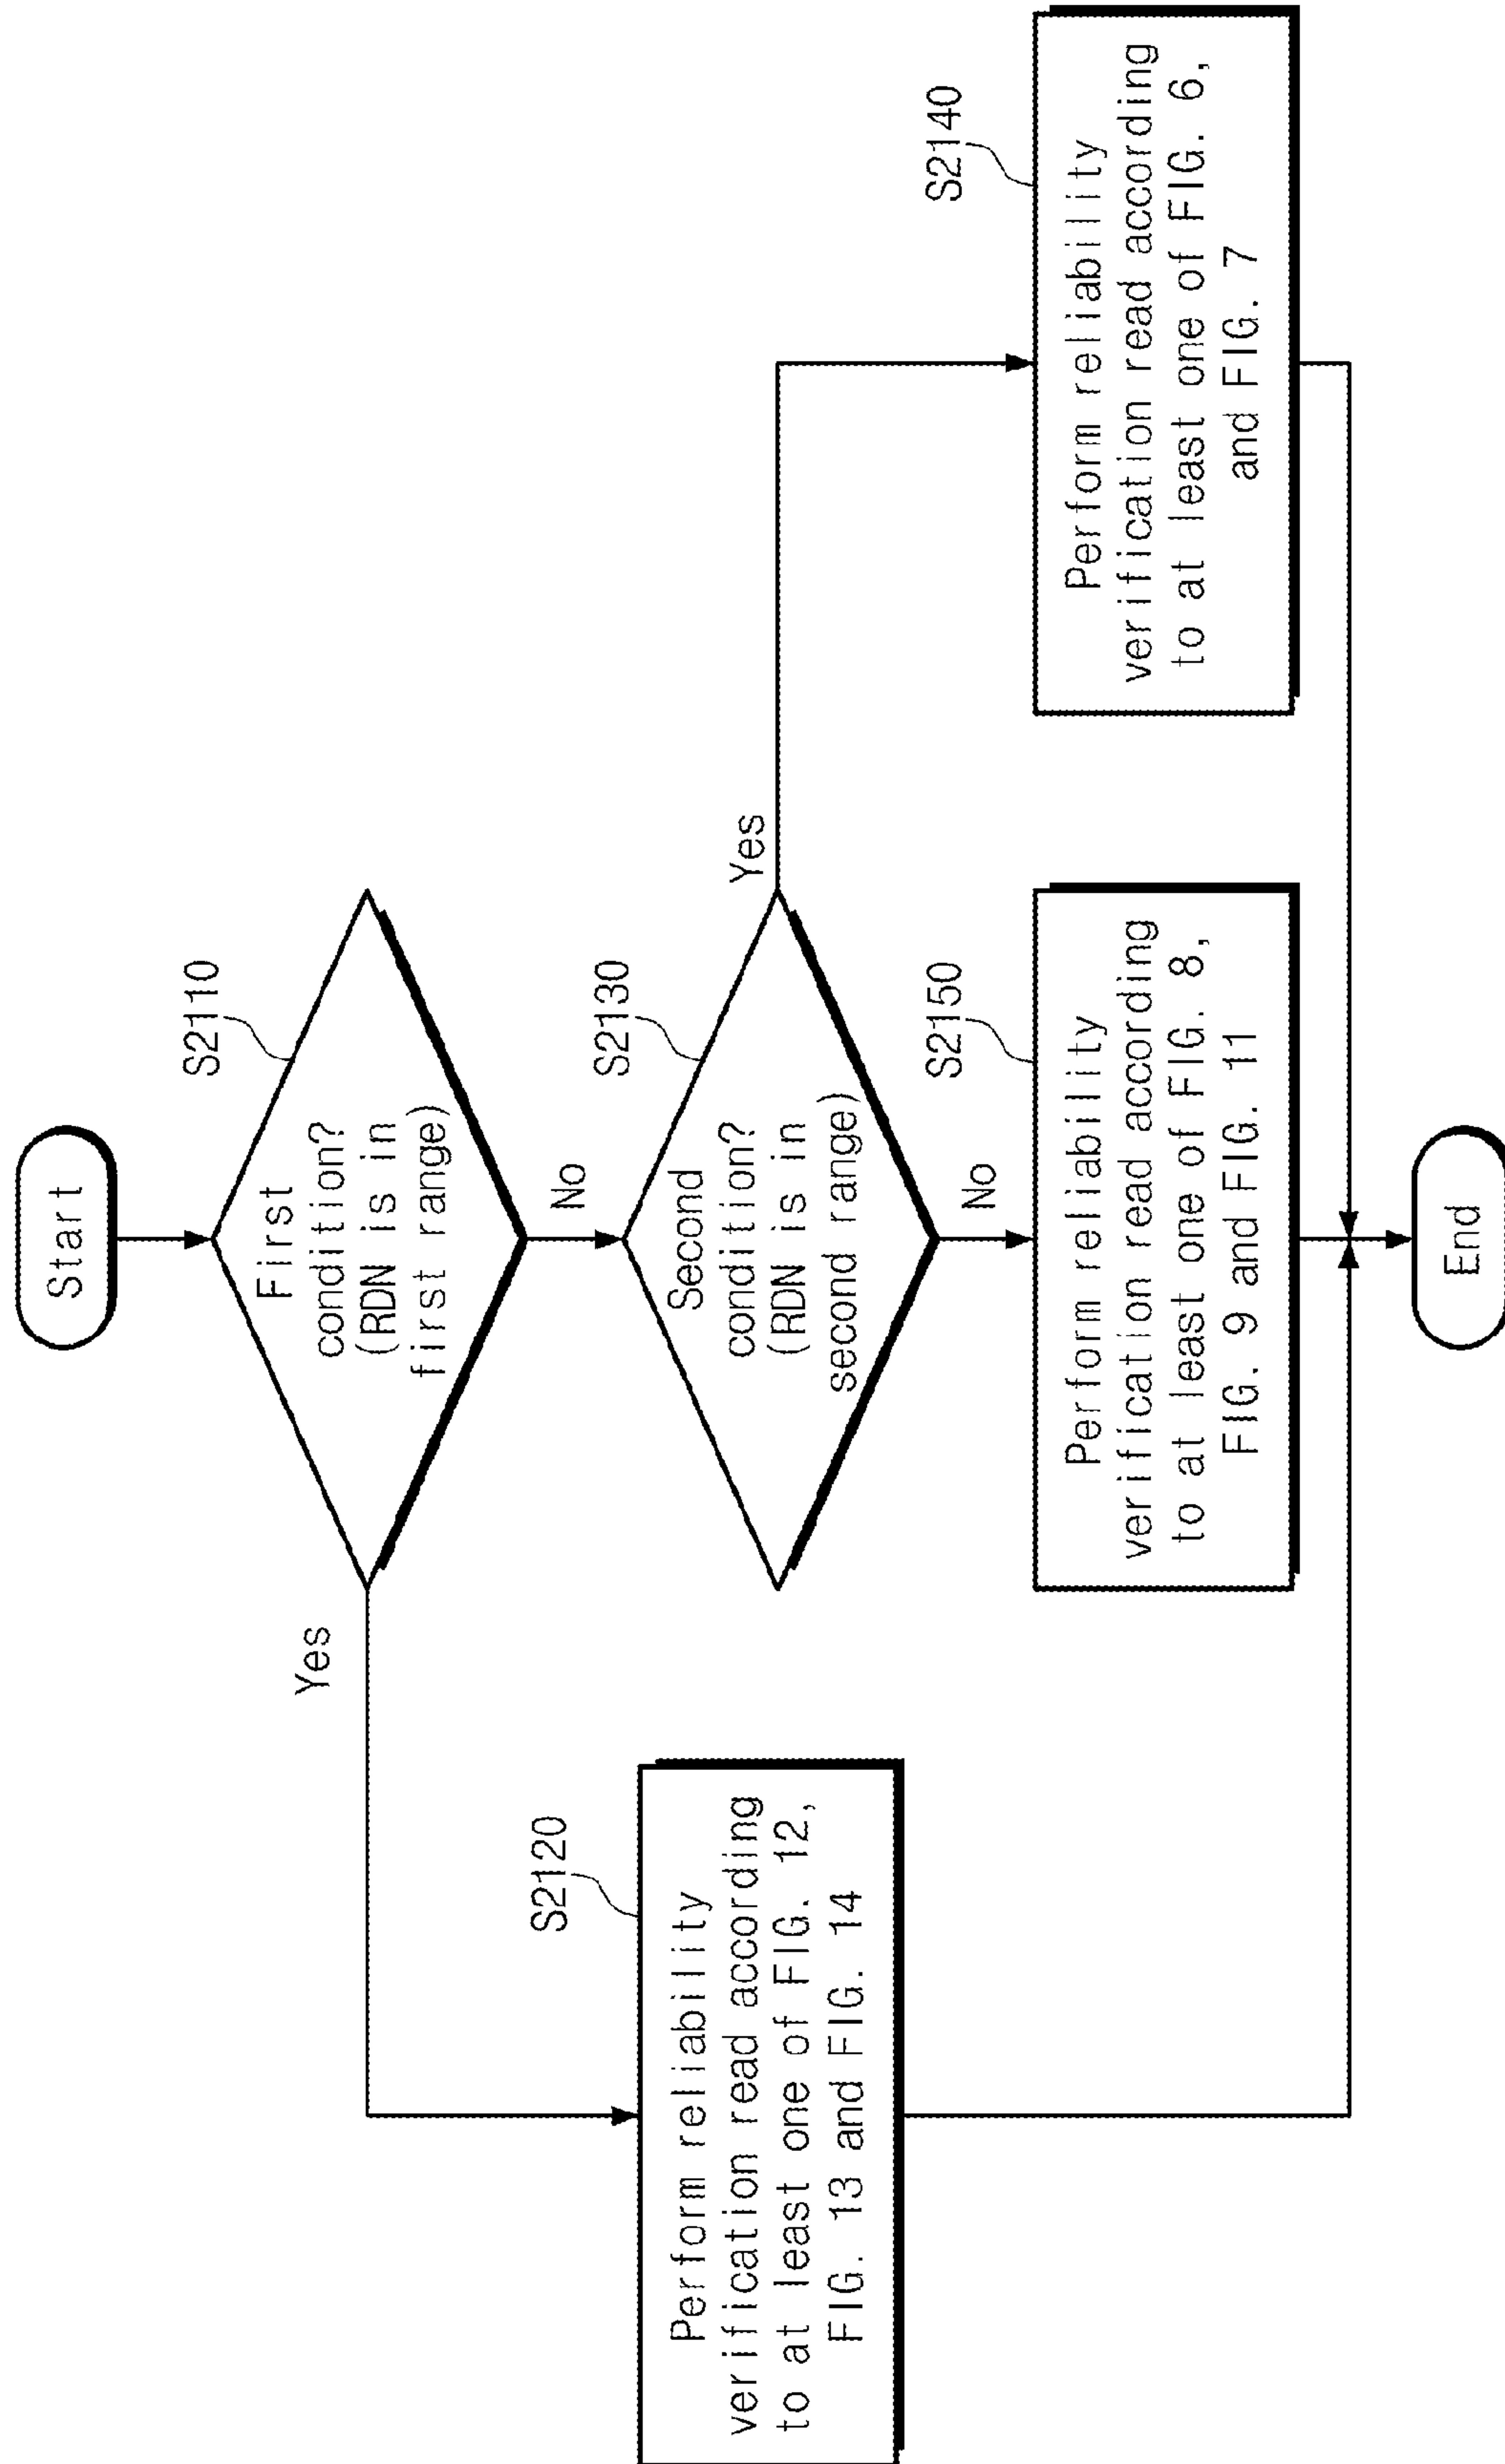 Start
S2110
First
condition?
(RDN is in
first range)
Yes
No
S2120
Perform reliability
verification read according
to at least one of FIG. 12,
FIG. 13 and FIG. 14
S2130
Second
condition?
(RDN is in
second range)
Yes
No
S2150
Perform reliability
verification read according
to at least one of FIG. 8,
FIG. 9 and FIG. 11
S2140
Perform reliability
verification read according
to at least one of FIG. 6,
and FIG. 7
End